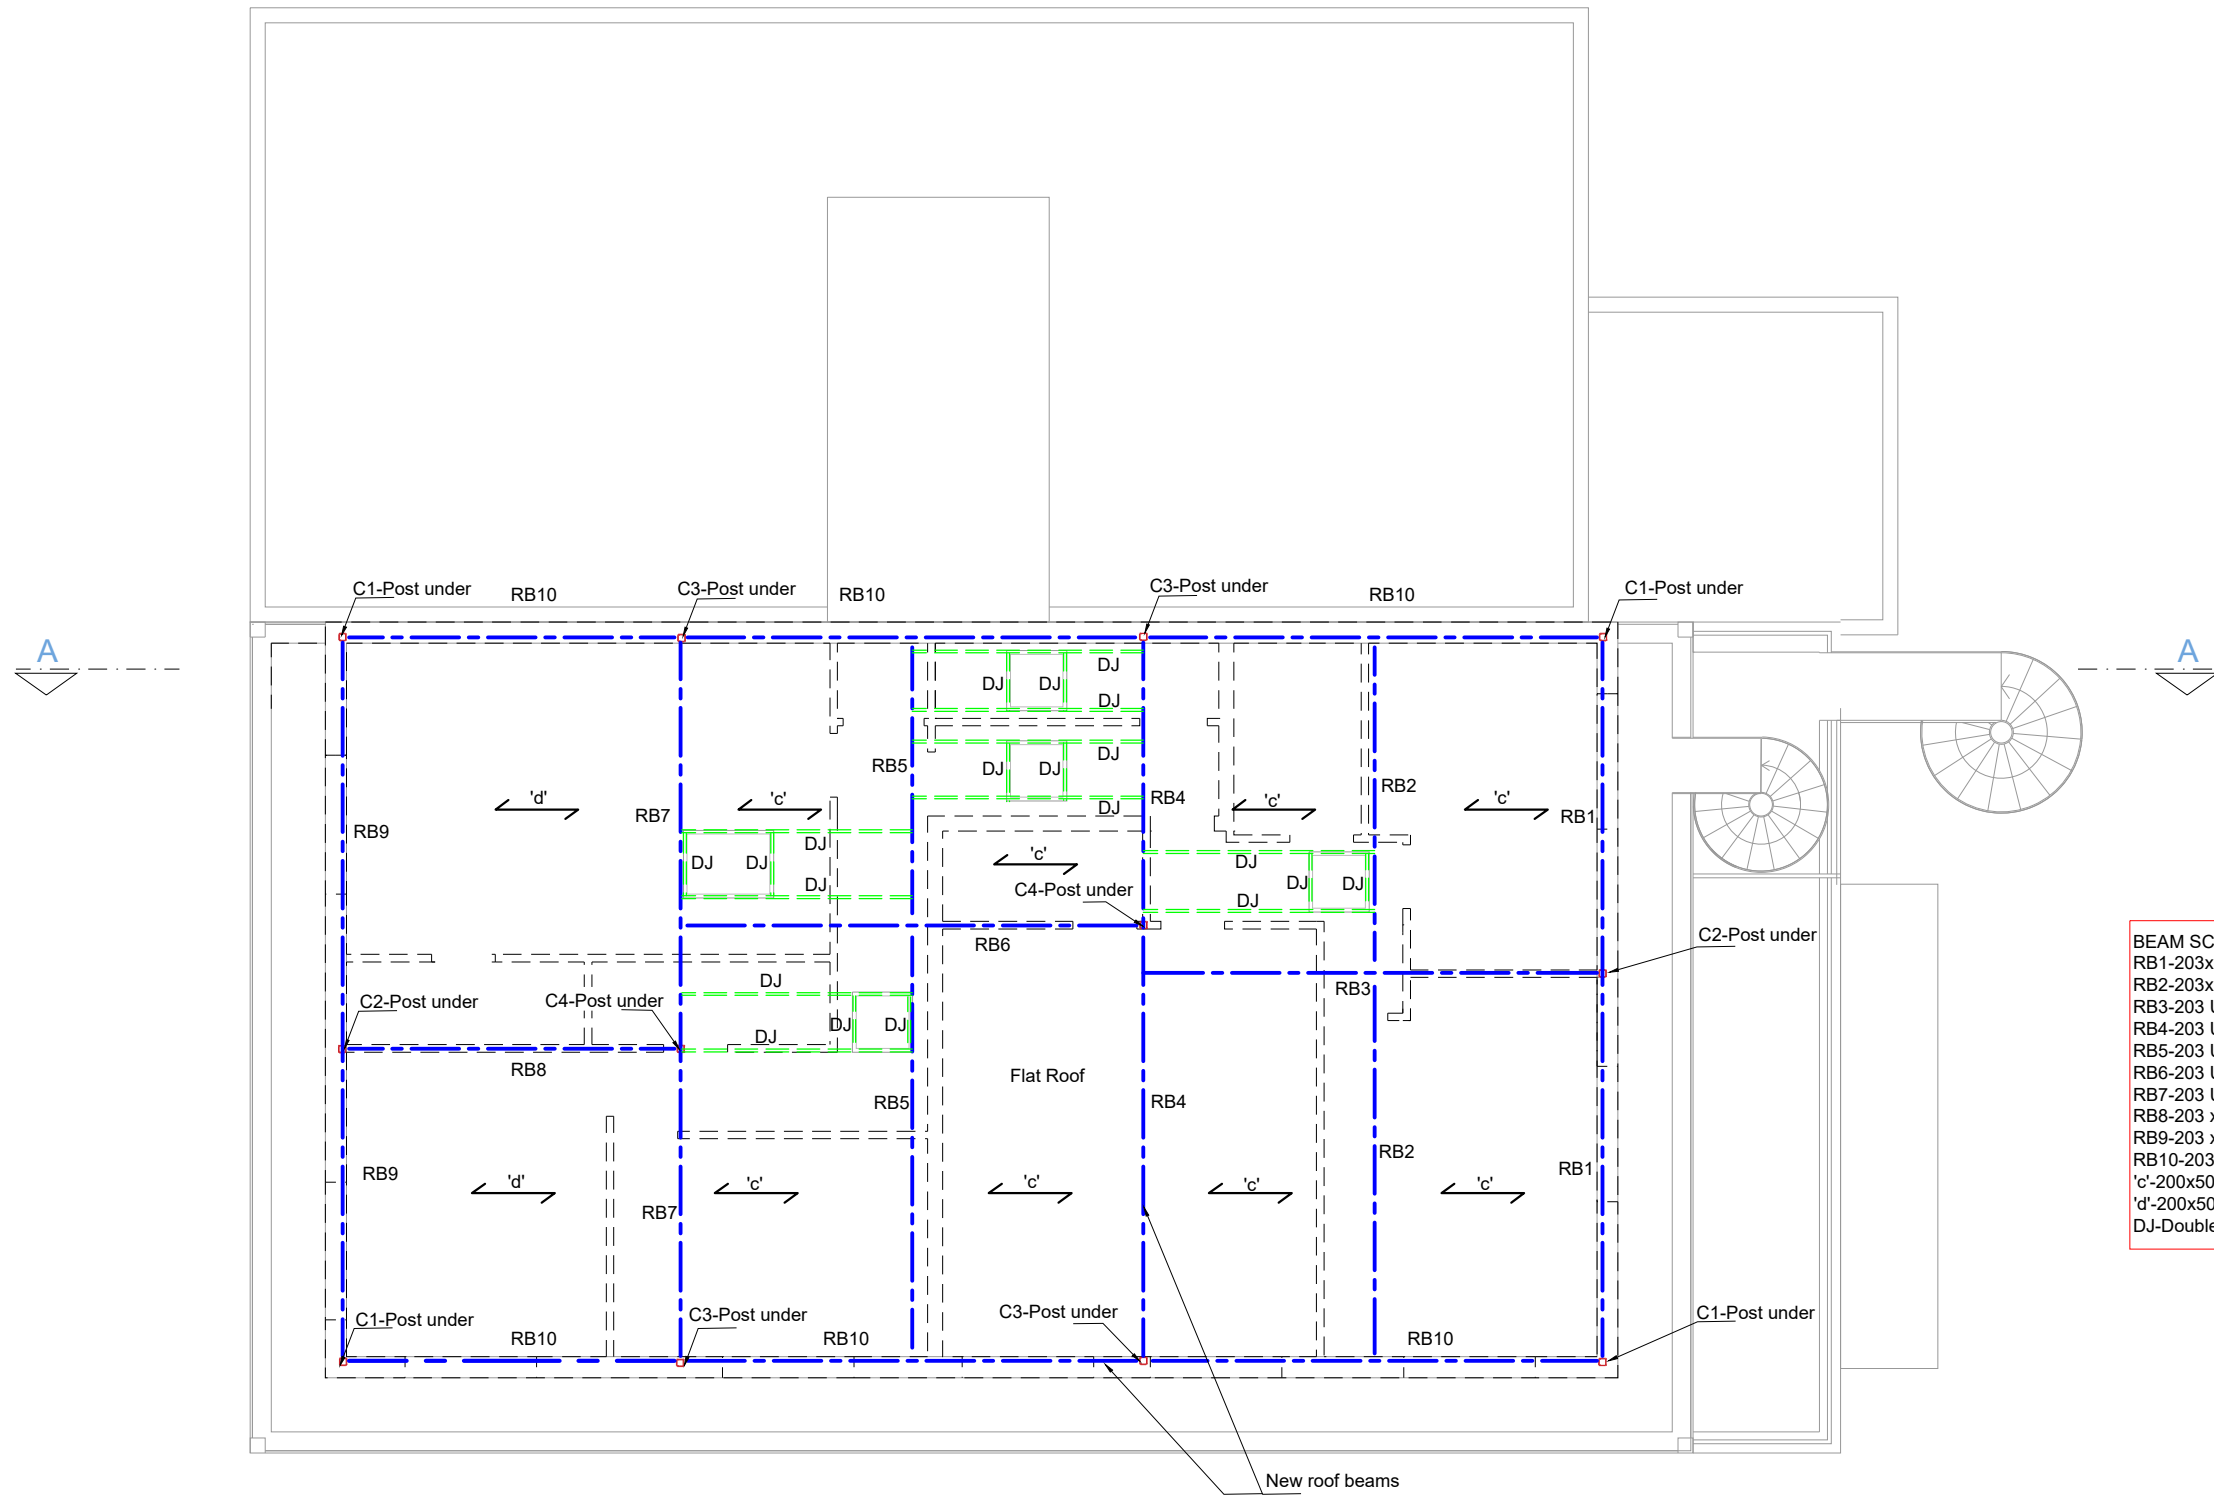 C1-Post under
RB10
C3-Post under
RB10
C3-Post under
RB10
C1-Post under
A
A
DJ
DJ
DJ
DJ
DJ
RB5
DJ
DJ
RB2
'd'
'c'
RB4
'c'
'c'
DJ
RB7
RB1
RB9
DJ
'c'
DJ
DJ
DJ
DJ
DJ
DJ
C4-Post under
DJ
C2-Post under
RB6
BEAM SC
RB1-203x
RB2-203x
RB3-203 U
RB4-203 U
RB5-203 U
RB6-203 U
RB7-203 U
RB8-203 x
RB9-203 x
RB10-203
'c'-200x50
'd'-200x50
DJ-Double
DJ
RB3
C2-Post under
C4-Post under
DJ
DJ
DJ
RB8
Flat Roof
RB5
RB4
RB2
RB9
RB1
'd'
'c'
'c'
'c'
'c'
RB7
C1-Post under
C3-Post under
C3-Post under
C1-Post under
RB10
RB10
RB10
New roof beams